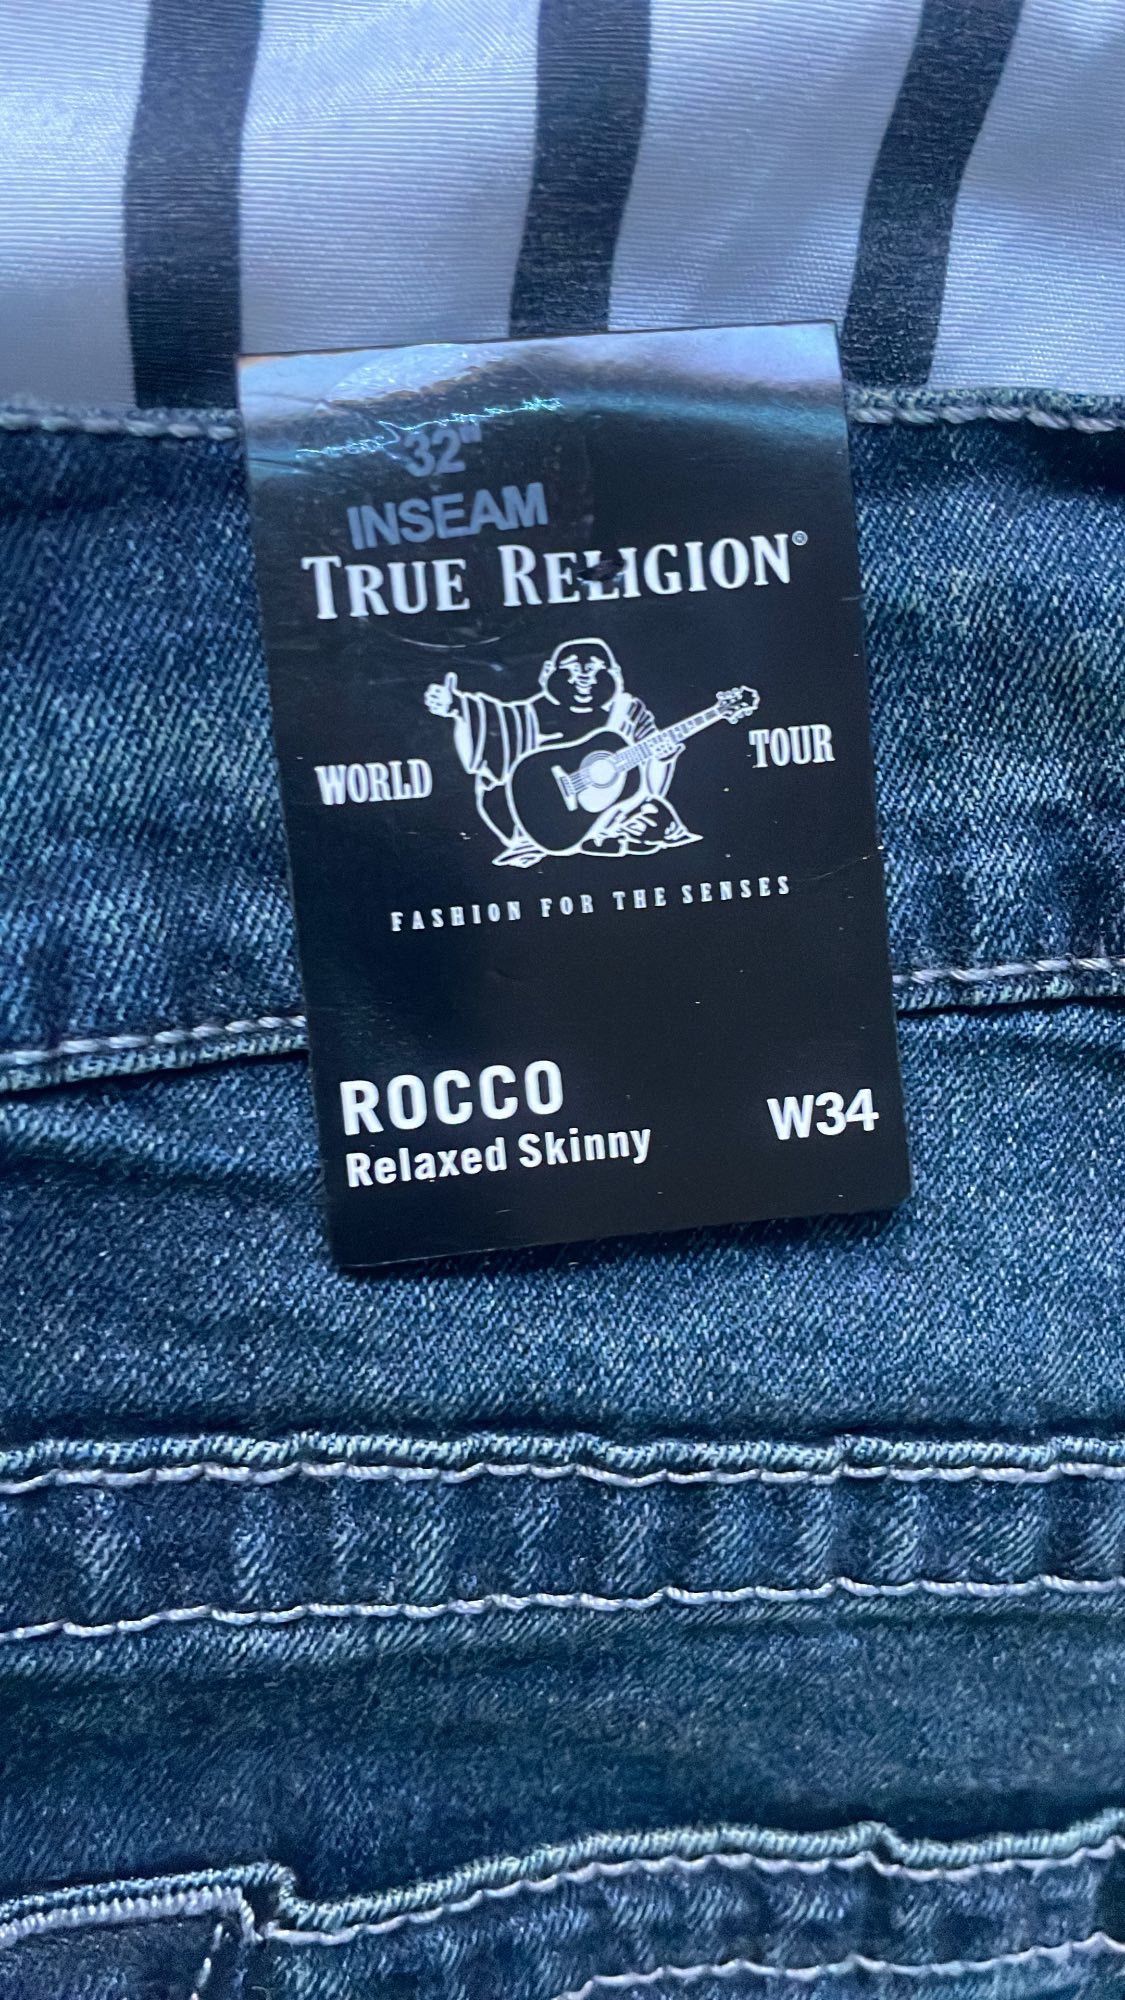 32"
INSEAM
TRUE RELIGION®
WORLD TOUR
FASHION FOR THE SENSES
ROCCO
Relaxed Skinny
W34